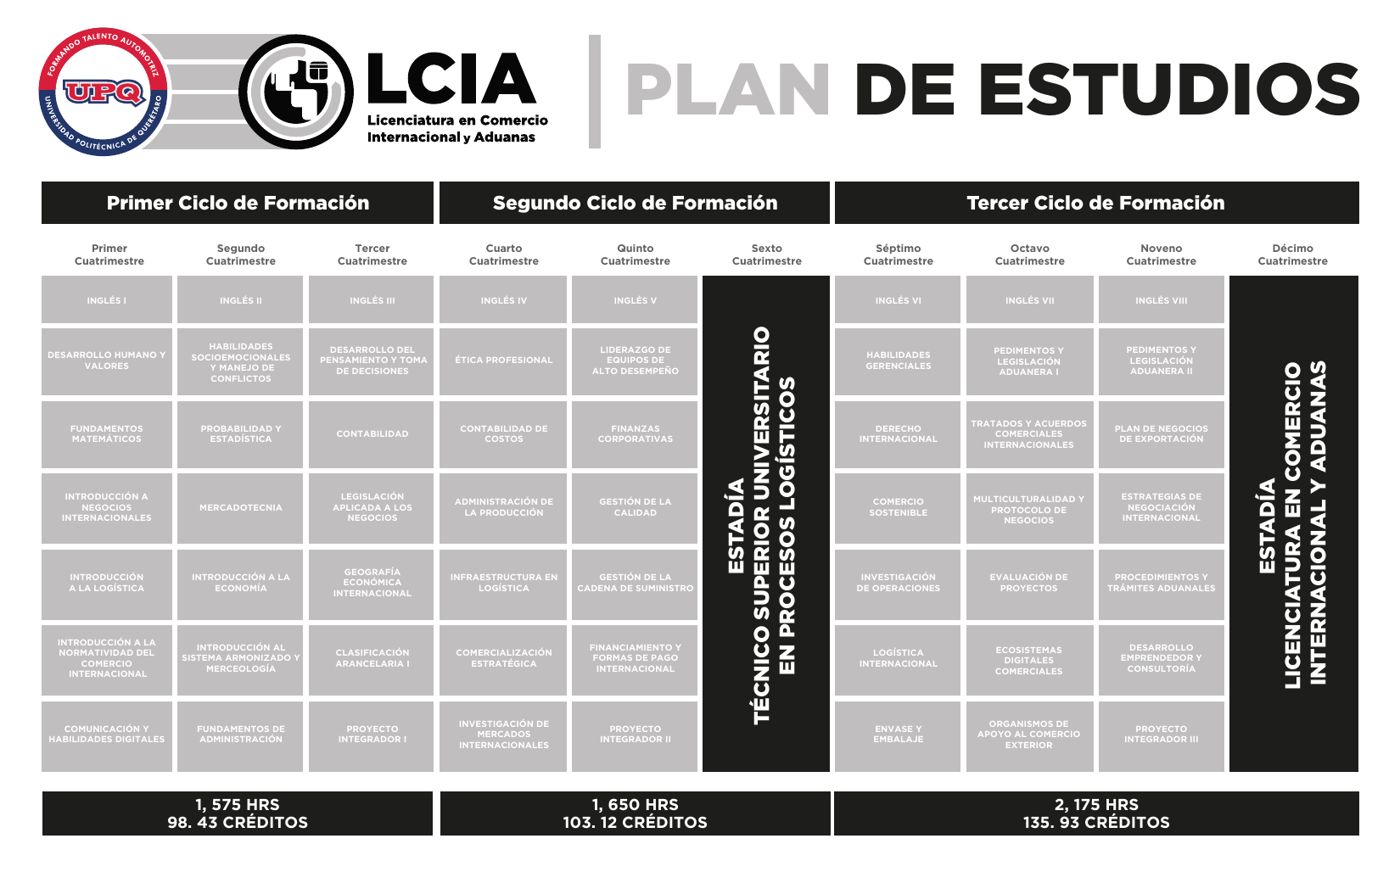 FORMANDO TALENTO AUTOMOTRIZ
UPQ
UNIVERSIDAD POLITÉCNICA DE QUERÉTARO
LCIA
Licenciatura en Comercio
Internacional y Aduanas
PLAN DE ESTUDIOS
Primer Ciclo de Formación
Segundo Ciclo de Formación
Tercer Ciclo de Formación
Primer
Cuatrimestre
Segundo
Cuatrimestre
Tercer
Cuatrimestre
Cuarto
Cuatrimestre
Quinto
Cuatrimestre
Sexto
Cuatrimestre
Séptimo
Cuatrimestre
Octavo
Cuatrimestre
Noveno
Cuatrimestre
Décimo
Cuatrimestre
INGLÉS I
INGLÉS II
INGLÉS III
INGLÉS IV
INGLÉS V
INGLÉS VI
INGLÉS VII
INGLÉS VIII
DESARROLLO HUMANO Y
VALORES
HABILIDADES
SOCIOEMOCIONALES
Y MANEJO DE
CONFLICTOS
DESARROLLO DEL
PENSAMIENTO Y TOMA
DE DECISIONES
ÉTICA PROFESIONAL
LIDERAZGO DE
EQUIPOS DE
ALTO DESEMPEÑO
HABILIDADES
GERENCIALES
PEDIMENTOS Y
LEGISLACIÓN
ADUANERA I
PEDIMENTOS Y
LEGISLACIÓN
ADUANERA II
FUNDAMENTOS
MATEMÁTICOS
PROBABILIDAD Y
ESTADÍSTICA
CONTABILIDAD
CONTABILIDAD DE
COSTOS
FINANZAS
CORPORATIVAS
DERECHO
INTERNACIONAL
TRATADOS Y ACUERDOS
COMERCIALES
INTERNACIONALES
PLAN DE NEGOCIOS
DE EXPORTACIÓN
INTRODUCCIÓN A
NEGOCIOS
INTERNACIONALES
MERCADOTECNIA
LEGISLACIÓN
APLICADA A LOS
NEGOCIOS
ADMINISTRACIÓN DE
LA PRODUCCIÓN
GESTIÓN DE LA
CALIDAD
COMERCIO
SOSTENIBLE
MULTICULTURALIDAD Y
PROTOCOLO DE
NEGOCIOS
ESTRATEGIAS DE
NEGOCIACIÓN
INTERNACIONAL
INTRODUCCIÓN
A LA LOGÍSTICA
INTRODUCCIÓN A LA
ECONOMÍA
GEOGRAFÍA
ECONÓMICA
INTERNACIONAL
INFRAESTRUCTURA EN
LOGÍSTICA
GESTIÓN DE LA
CADENA DE SUMINISTRO
INVESTIGACIÓN
DE OPERACIONES
EVALUACIÓN DE
PROYECTOS
PROCEDIMIENTOS Y
TRÁMITES ADUANALES
INTRODUCCIÓN A LA
NORMATIVIDAD DEL
COMERCIO
INTERNACIONAL
INTRODUCCIÓN AL
SISTEMA ARMONIZADO Y
MERCEOLOGÍA
CLASIFICACIÓN
ARANCELARIA I
COMERCIALIZACIÓN
ESTRATÉGICA
FINANCIAMIENTO Y
FORMAS DE PAGO
INTERNACIONAL
LOGÍSTICA
INTERNACIONAL
ECOSISTEMAS
DIGITALES
COMERCIALES
DESARROLLO
EMPRENDEDOR Y
CONSULTORÍA
COMUNICACIÓN Y
HABILIDADES DIGITALES
FUNDAMENTOS DE
ADMINISTRACIÓN
PROYECTO
INTEGRADOR I
INVESTIGACIÓN DE
MERCADOS
INTERNACIONALES
PROYECTO
INTEGRADOR II
ENVASE Y
EMBALAJE
ORGANISMOS DE
APOYO AL COMERCIO
EXTERIOR
PROYECTO
INTEGRADOR III
ESTADÍA
TÉCNICO SUPERIOR UNIVERSITARIO
EN PROCESOS LOGÍSTICOS
ESTADÍA
LICENCIATURA EN COMERCIO
INTERNACIONAL Y ADUANAS
1, 575 HRS
98. 43 CRÉDITOS
1, 650 HRS
103. 12 CRÉDITOS
2, 175 HRS
135. 93 CRÉDITOS